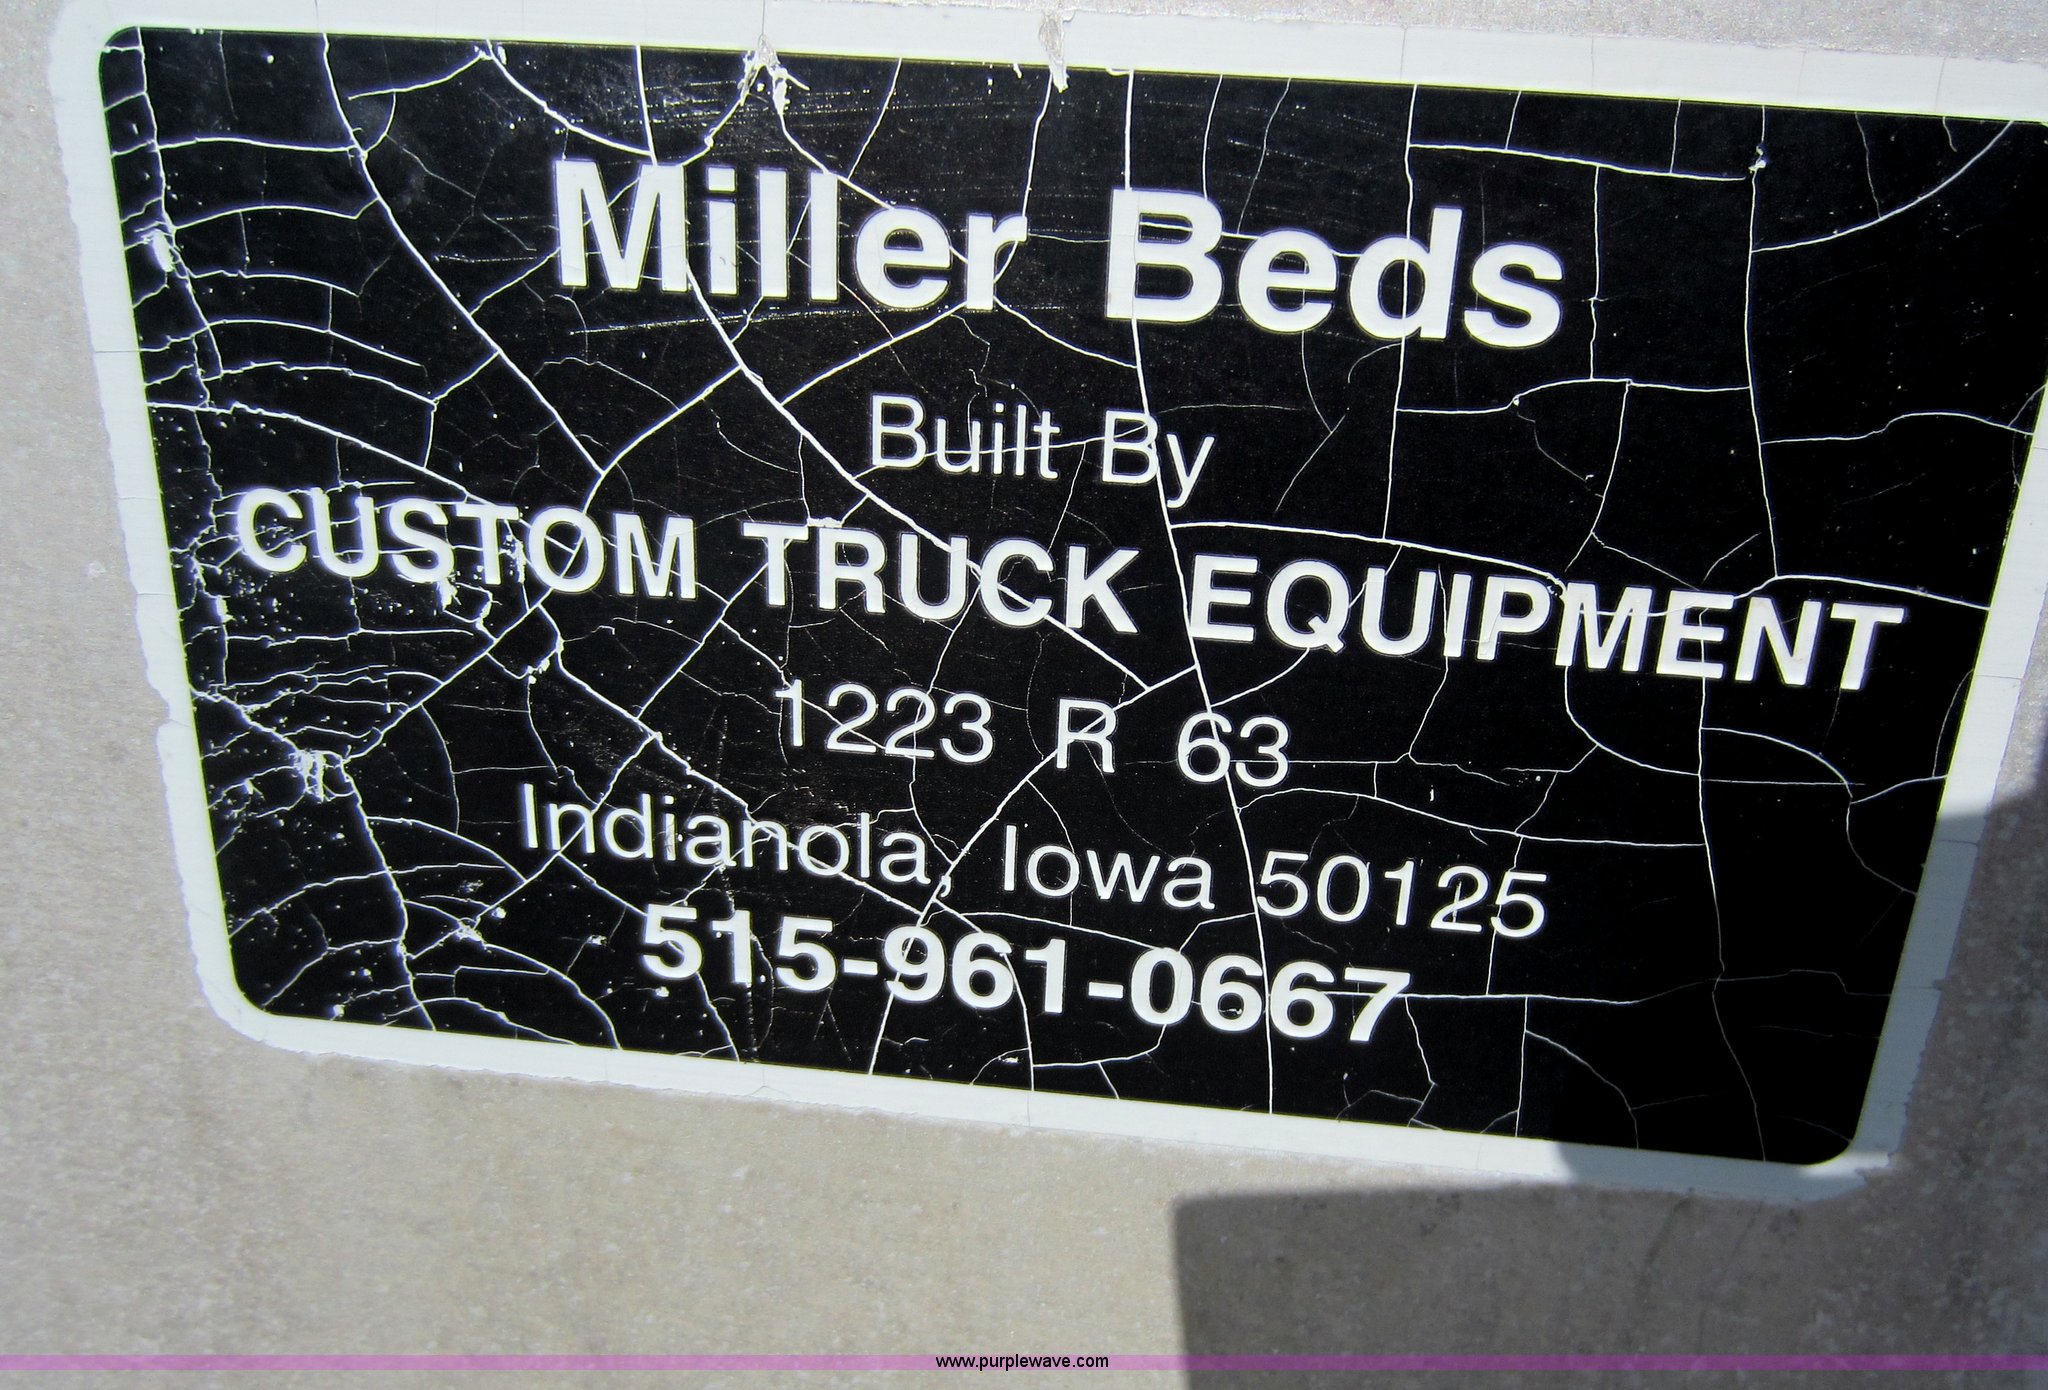 Miller Beds
Built By
CUSTOM TRUCK EQUIPMENT
1223 R 63
Indianola, Iowa 50125
515-961-0667
www.purplewave.com